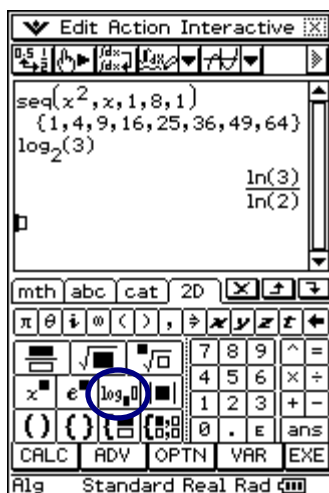 Edit Action Interactive
seq(x²,x,1,8,1)
{1,4,9,16,25,36,49,64}
log₂(3)
ln(3)
ln(2)
mth abc cat 2D
π θ i ∞ ( ) , ⇒ x y z t ←
7 8 9 ^ =
4 5 6 × ÷
x■ e■ log■□ |■|
1 2 3 + -
() {} 0 . E ans
CALC ADV OPTN VAR EXE
Alg Standard Real Rad